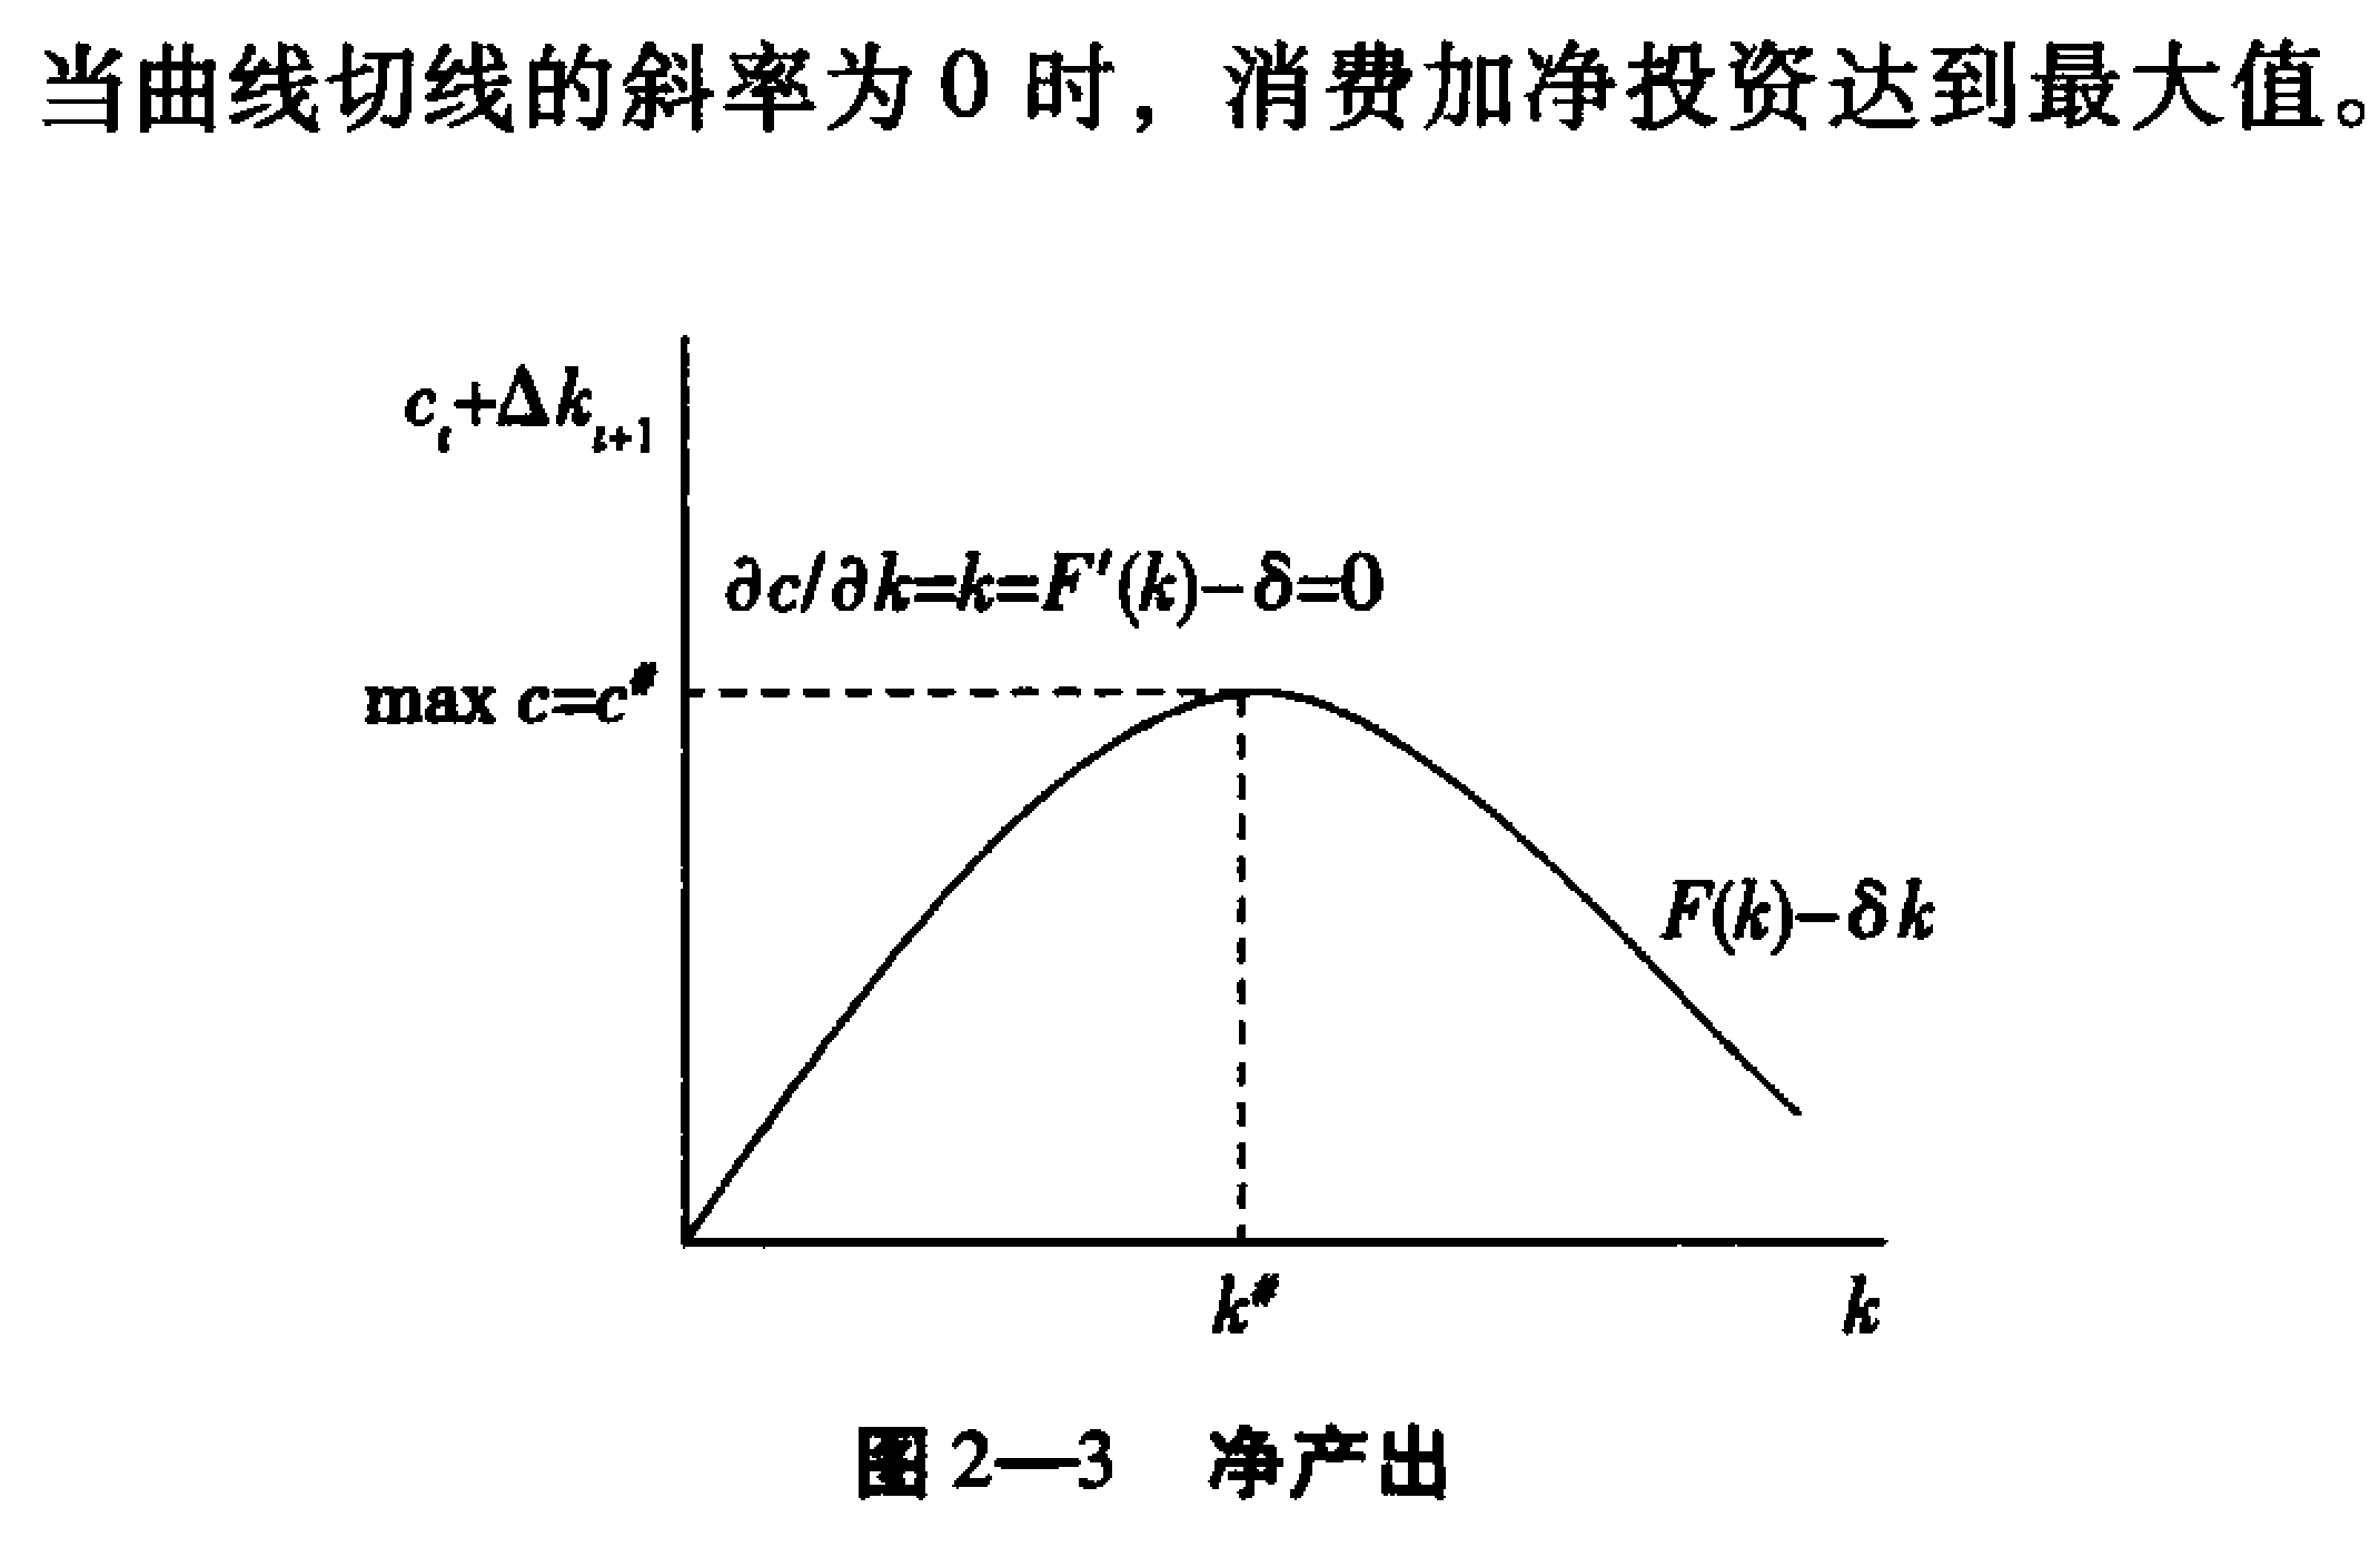 当曲线切线的斜率为0时，消费加净投资达到最大值。
c_t+Δk_{t+1}
∂c/∂k=k=F′(k)−δ=0
max c=c^#
F(k)−δk
k^#
k
图2—3 净产出